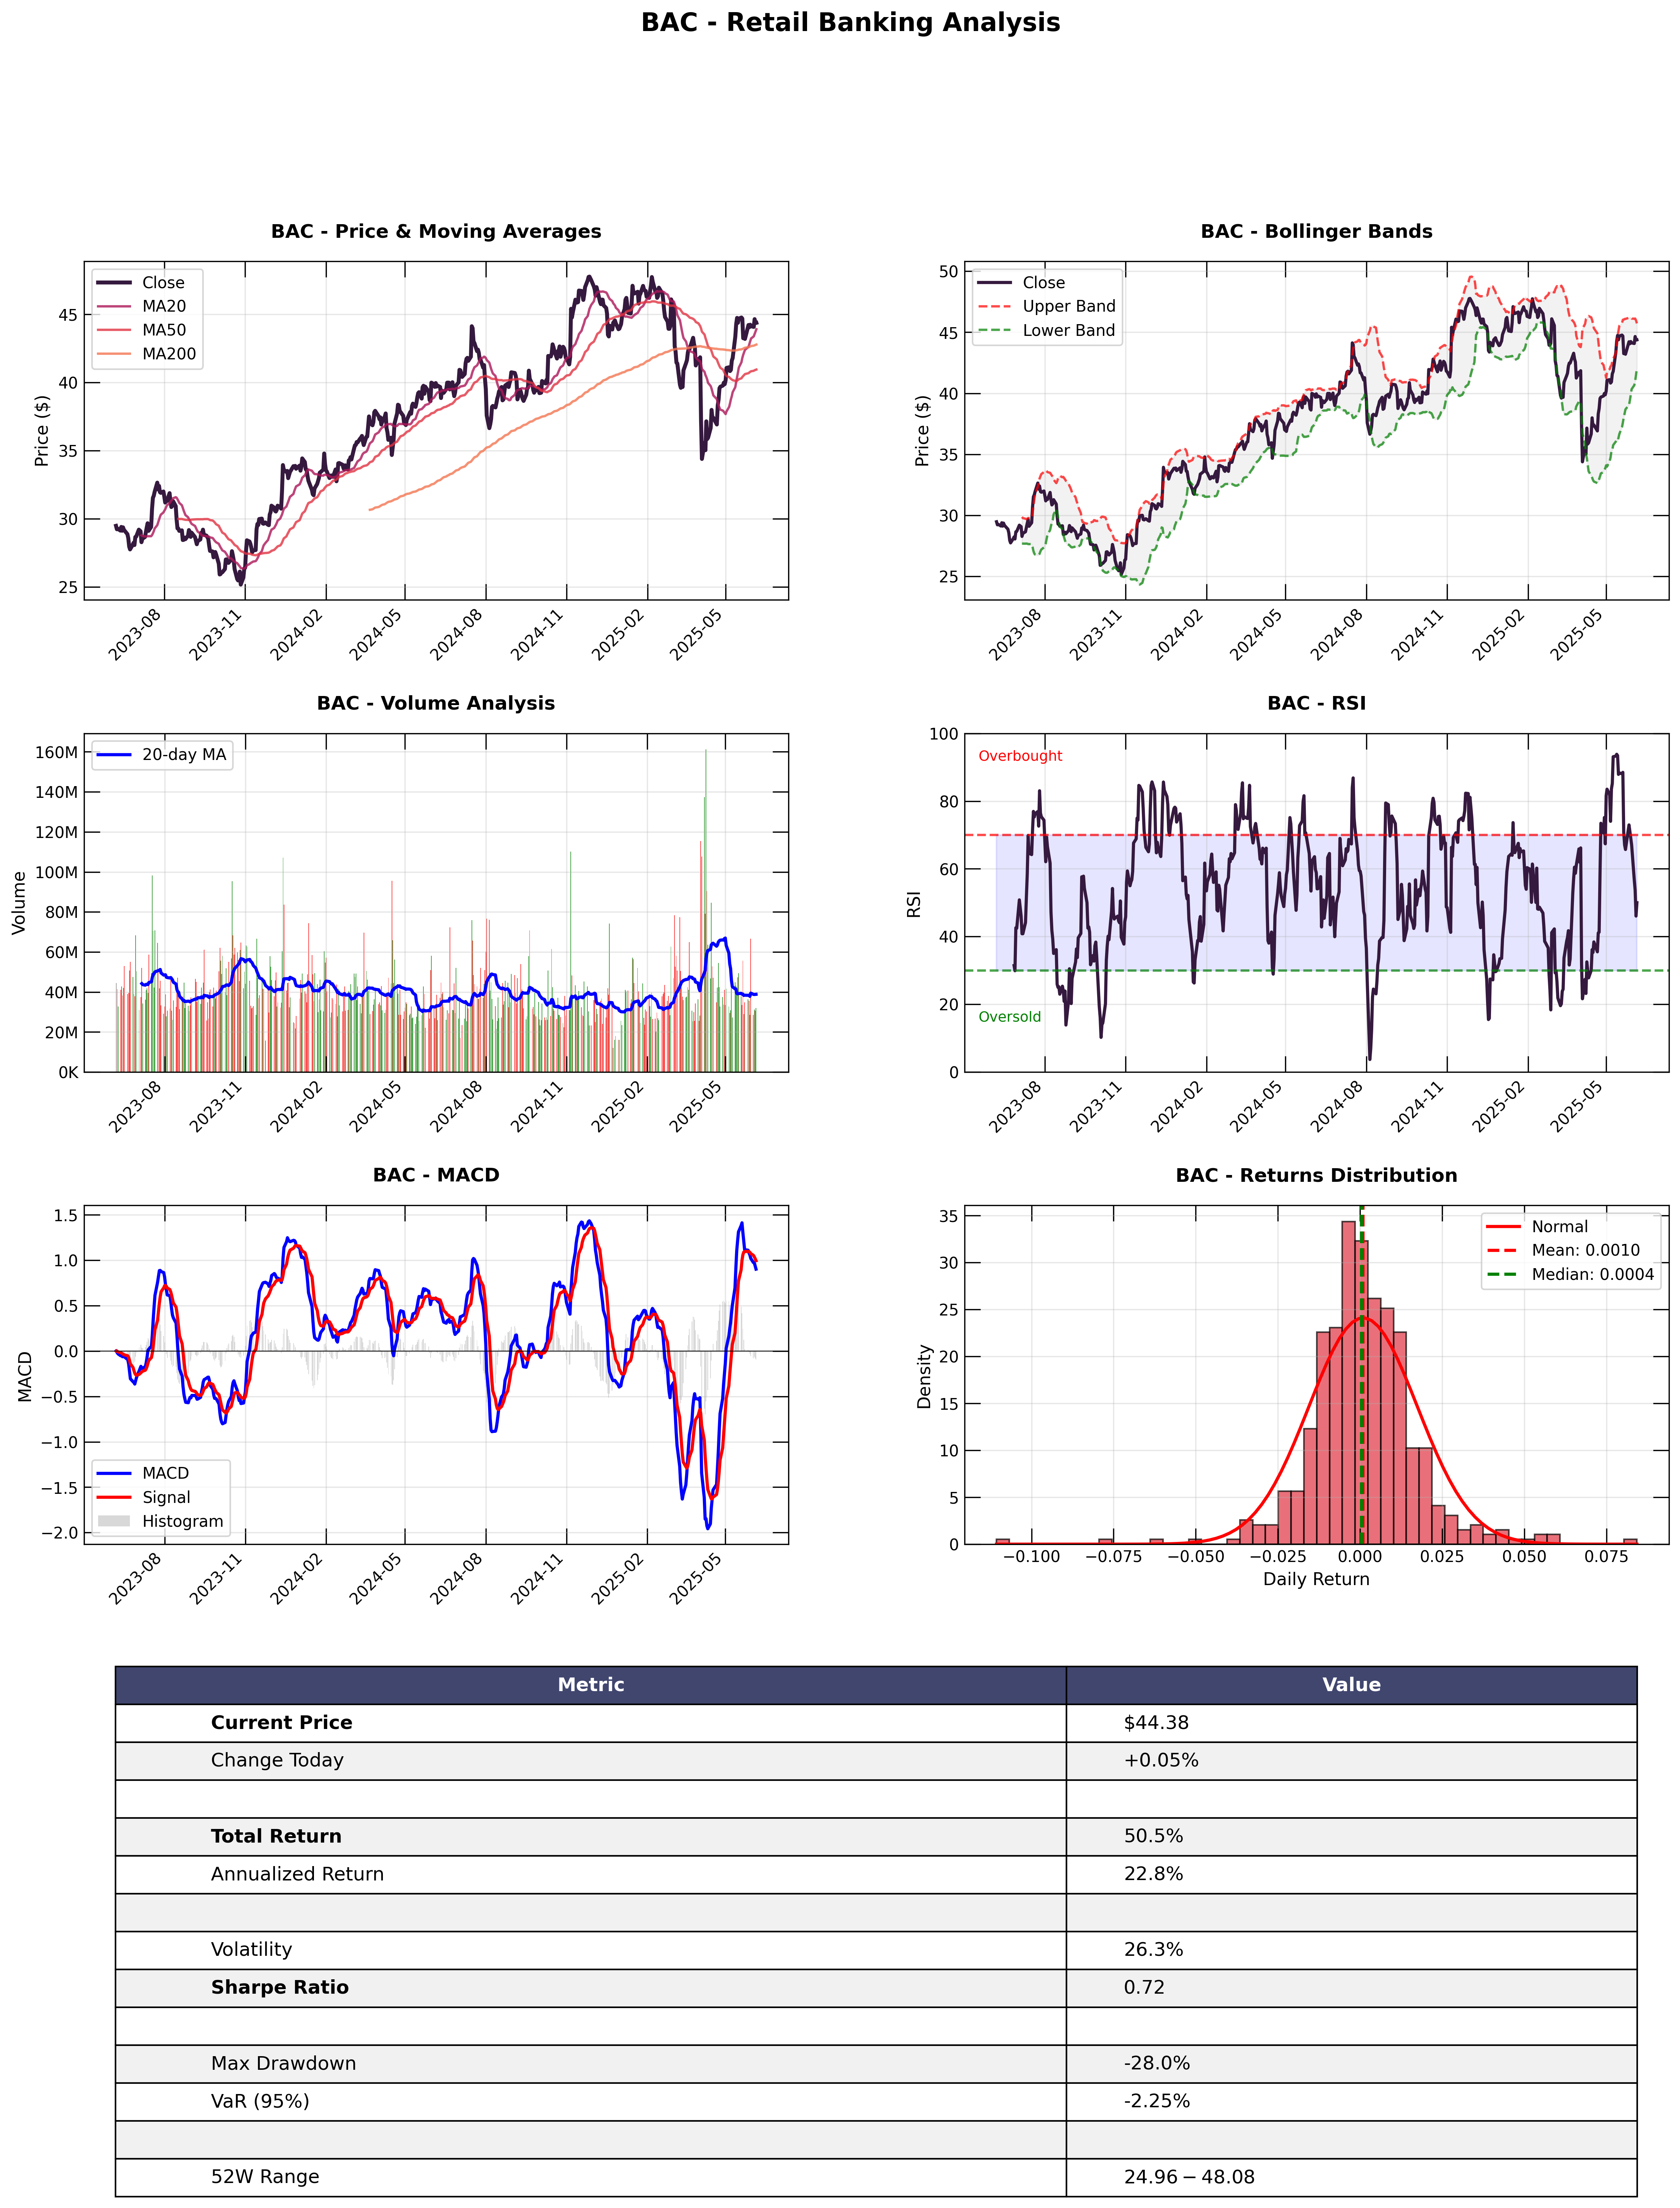 BAC - Retail Banking Analysis
BAC - Price & Moving Averages
Close
MA20
MA50
MA200
Price ($)
45
40
35
30
25
2023-08
2023-11
2024-02
2024-05
2024-08
2024-11
2025-02
2025-05
BAC - Bollinger Bands
Close
Upper Band
Lower Band
Price ($)
50
45
40
35
30
25
2023-08
2023-11
2024-02
2024-05
2024-08
2024-11
2025-02
2025-05
BAC - Volume Analysis
20-day MA
Volume
160M
140M
120M
100M
80M
60M
40M
20M
0K
2023-08
2023-11
2024-02
2024-05
2024-08
2024-11
2025-02
2025-05
BAC - RSI
Overbought
Oversold
RSI
100
80
60
40
20
0
2023-08
2023-11
2024-02
2024-05
2024-08
2024-11
2025-02
2025-05
BAC - MACD
MACD
1.5
1.0
0.5
0.0
−0.5
−1.0
−1.5
−2.0
MACD
Signal
Histogram
2023-08
2023-11
2024-02
2024-05
2024-08
2024-11
2025-02
2025-05
BAC - Returns Distribution
Normal
Mean: 0.0010
Median: 0.0004
Density
35
30
25
20
15
10
5
0
−0.100
−0.075
−0.050
−0.025
0.000
0.025
0.050
0.075
Daily Return
Metric Value
Current Price $44.38
Change Today +0.05%
Total Return 50.5%
Annualized Return 22.8%
Volatility 26.3%
Sharpe Ratio 0.72
Max Drawdown -28.0%
VaR (95%) -2.25%
52W Range 24.96 − 48.08